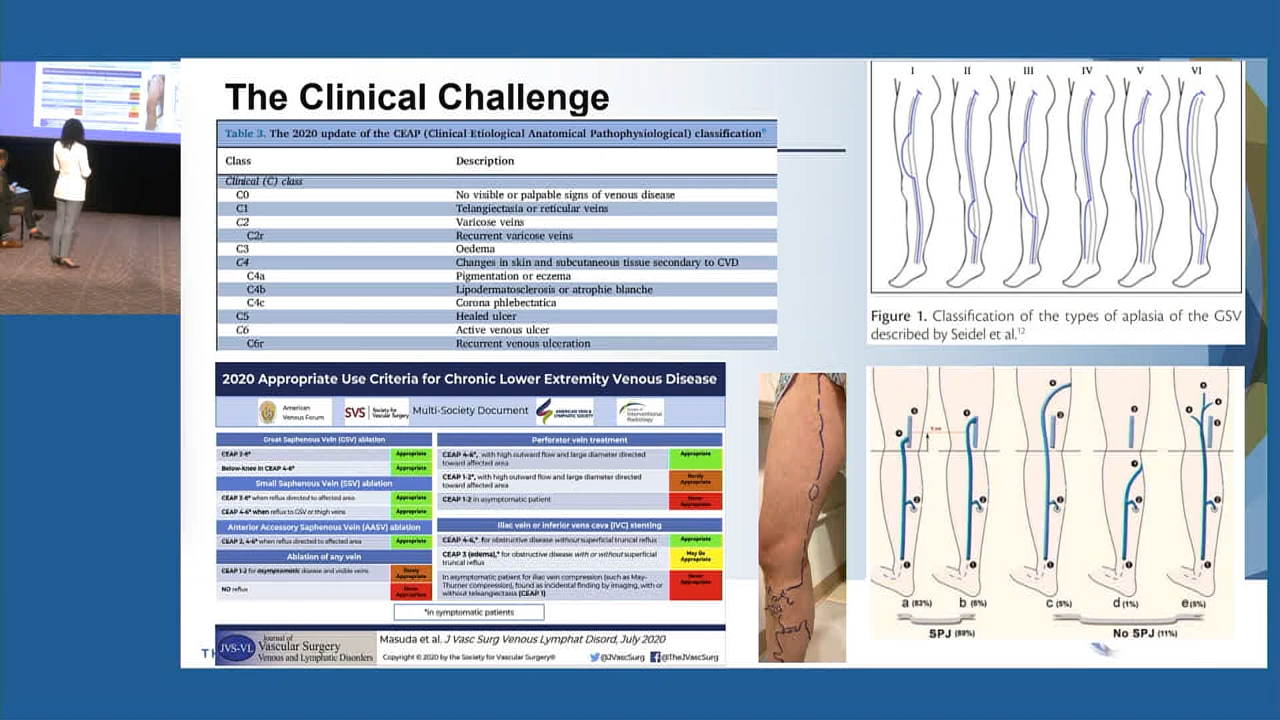 The Clinical Challenge
Table 3. The 2020 update of the CEAP (Clinical Etiological Anatomical Pathophysiological) classification
Class Description
Clinical (C) class
C0 No visible or palpable signs of venous disease
C1 Telangiectasia or reticular veins
C2 Varicose veins
C2r Recurrent varicose veins
C3 Oedema
C4 Changes in skin and subcutaneous tissue secondary to CVD
C4a Pigmentation or eczema
C4b Lipodermatosclerosis or atrophie blanche
C4c Corona phlebectatica
C5 Healed ulcer
C6 Active venous ulcer
C6r Recurrent venous ulceration
2020 Appropriate Use Criteria for Chronic Lower Extremity Venous Disease
American Venous Forum
SVS Society for Vascular Surgery
Multi-Society Document
AMERICAN VEIN & LYMPHATIC SOCIETY
Society of Interventional Radiology
Great Saphenous Vein (GSV) ablation
CEAP 2-6* Appropriate
Below-knee in CEAP 4-6* Appropriate
Small Saphenous Vein (SSV) ablation
CEAP 3-6* when reflux directed to affected area Appropriate
CEAP 4-6* when reflux to GSV or thigh veins Appropriate
Anterior Accessory Saphenous Vein (AASV) ablation
CEAP 2, 4-6* when reflux directed to affected area Appropriate
Ablation of any vein
CEAP 1-2 for asymptomatic disease and visible veins Rarely Appropriate
NO reflux Never Appropriate
Perforator vein treatment
CEAP 4-6*, with high outward flow and large diameter directed toward affected area Appropriate
CEAP 1-2*, with high outward flow and large diameter directed toward affected area Rarely Appropriate
CEAP 1-2 in asymptomatic patient Never Appropriate
Iliac vein or inferior vena cava (IVC) stenting
CEAP 4-6,* for obstructive disease without superficial truncal reflux Appropriate
CEAP 3 (edema),* for obstructive disease with or without superficial truncal reflux May Be Appropriate
In asymptomatic patient for iliac vein compression (such as May-Thurner compression), found as incidental finding by imaging, with or without telangiectasia (CEAP 1) Never Appropriate
*in symptomatic patients
JVS-VL Journal of Vascular Surgery
Venous and Lymphatic Disorders
Masuda et al. J Vasc Surg Venous Lymphat Disord, July 2020
Copyright © 2020 by the Society for Vascular Surgery® @JVascSurg @TheJVascSurg
I II III IV V VI
Figure 1. Classification of the types of aplasia of the GSV
described by Seidel et al.12
a (83%) b (6%) c (5%) d (1%) e (5%)
SPJ (89%) No SPJ (11%)